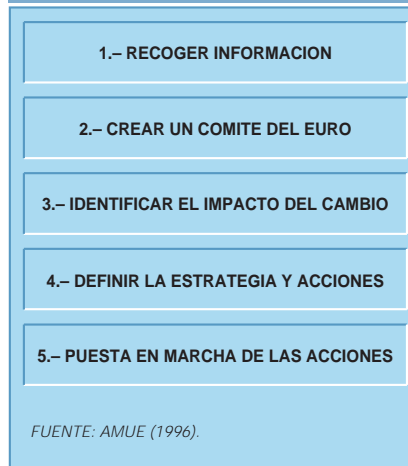 1.– RECOGER INFORMACION
2.– CREAR UN COMITE DEL EURO
3.– IDENTIFICAR EL IMPACTO DEL CAMBIO
4.– DEFINIR LA ESTRATEGIA Y ACCIONES
5.– PUESTA EN MARCHA DE LAS ACCIONES
FUENTE: AMUE (1996).